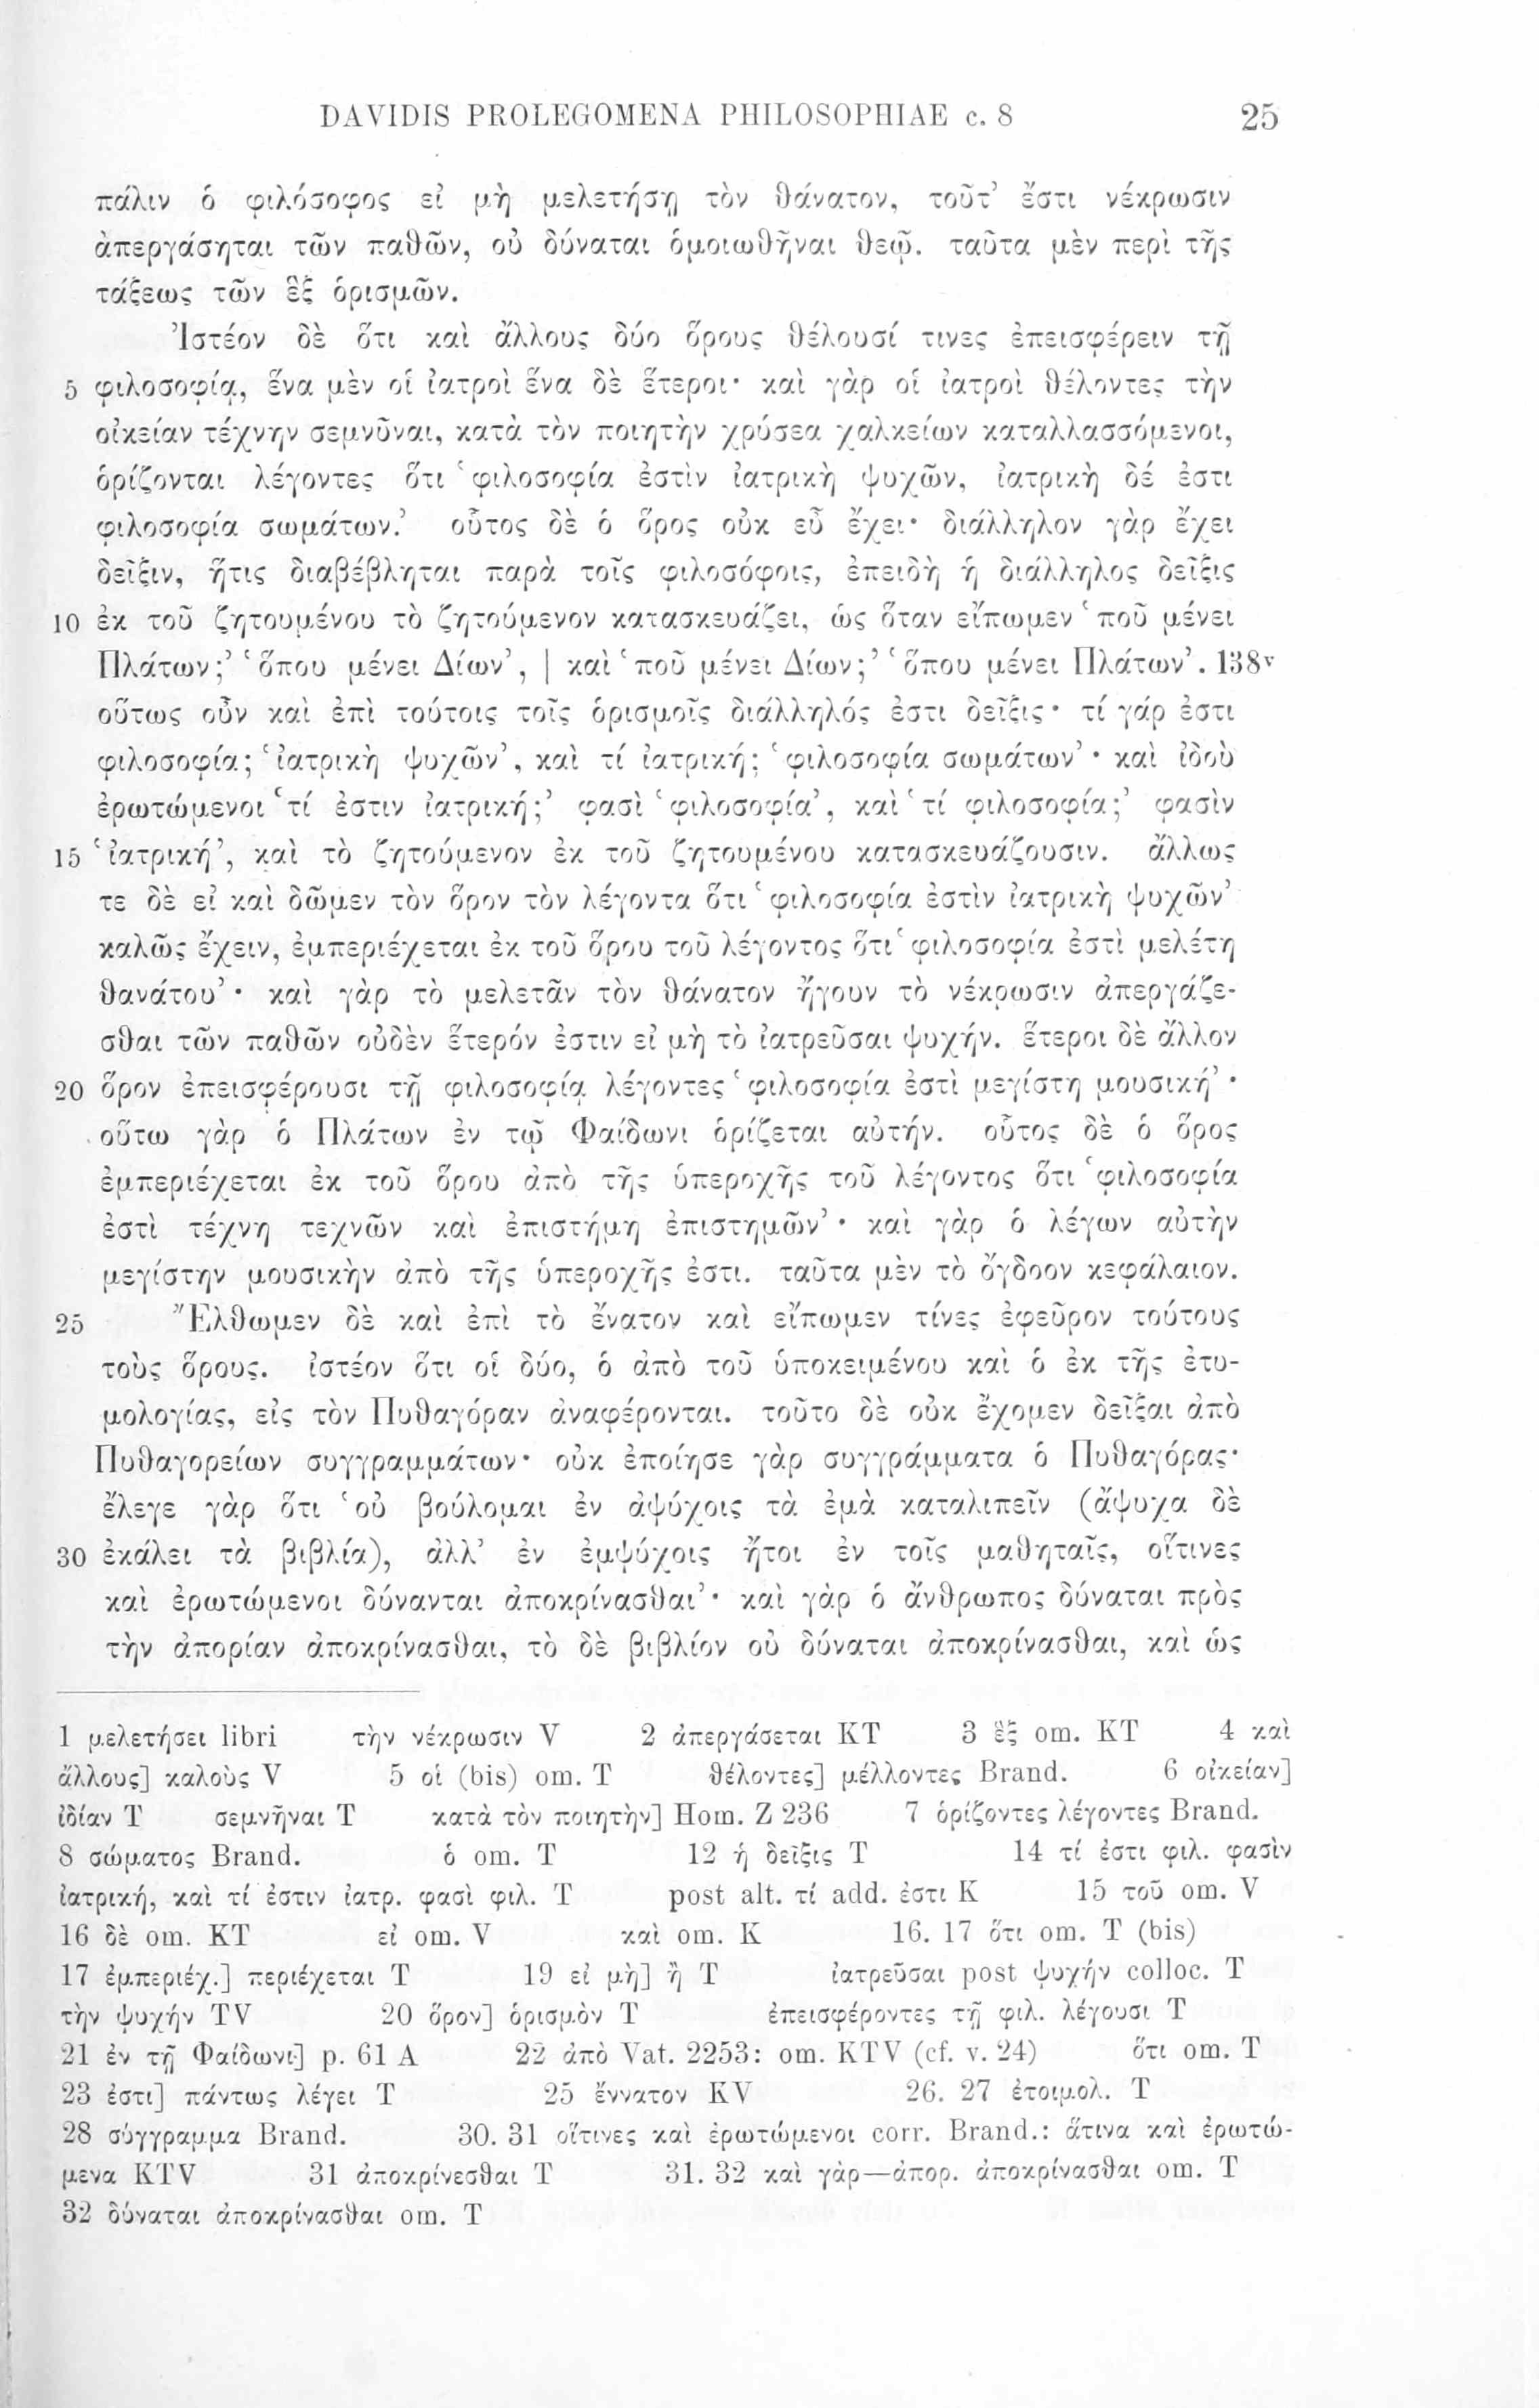 DAVIDIS PROLEGOMENA PHILOSOPHIAE c. 8 25
πάλιν ὁ φιλόσοφος εἰ μὴ μελετήσῃ τὸν θάνατον, τοῦτ’ ἔστι νέκρωσιν
ἀπεργάσηται τῶν παθῶν, οὐ δύναται ὁμοιωθῆναι θεῷ. ταῦτα μὲν περὶ τῆς
τάξεως τῶν ἓξ ὁρισμῶν.
Ἰστέον δὲ ὅτι καὶ ἄλλους δύο ὅρους θέλουσί τινες ἐπεισφέρειν τῇ
5 φιλοσοφίᾳ, ἕνα μὲν οἱ ἰατροὶ ἕνα δὲ ἕτεροι· καὶ γὰρ οἱ ἰατροὶ θέλοντες τὴν
οἰκείαν τέχνην σεμνῦναι, κατὰ τὸν ποιητὴν χρύσεα χαλκείων καταλλασσόμενοι,
ὁρίζονται λέγοντες ὅτι ‘φιλοσοφία ἐστὶν ἰατρικὴ ψυχῶν, ἰατρικὴ δέ ἐστι
φιλοσοφία σωμάτων.’ οὗτος δὲ ὁ ὅρος οὐκ εὖ ἔχει· διάλληλον γὰρ ἔχει
δεῖξιν, ἥτις διαβέβληται παρὰ τοῖς φιλοσόφοις, ἐπειδὴ ἡ διάλληλος δεῖξις
10 ἐκ τοῦ ζητουμένου τὸ ζητούμενον κατασκευάζει, ὡς ὅταν εἴπωμεν ‘ποῦ μένει
Πλάτων;’ ‘ὅπου μένει Δίων’, | καὶ ‘ποῦ μένει Δίων;’ ‘ὅπου μένει Πλάτων’. 138v
οὕτως οὖν καὶ ἐπὶ τούτοις τοῖς ὁρισμοῖς διάλληλός ἐστι δεῖξις· τί γάρ ἐστι
φιλοσοφία; ‘ἰατρικὴ ψυχῶν’, καὶ τί ἰατρική; ‘φιλοσοφία σωμάτων’· καὶ ἰδοὺ
ἐρωτώμενοι ‘τί ἐστιν ἰατρική;’ φασὶ ‘φιλοσοφία’, καὶ ‘τί φιλοσοφία;’ φασὶν
15 ‘ἰατρική’, καὶ τὸ ζητούμενον ἐκ τοῦ ζητουμένου κατασκευάζουσιν. ἄλλως
τε δὲ εἰ καὶ δῶμεν τὸν ὅρον τὸν λέγοντα ὅτι ‘φιλοσοφία ἐστὶν ἰατρικὴ ψυχῶν’
καλῶς ἔχειν, ἐμπεριέχεται ἐκ τοῦ ὅρου τοῦ λέγοντος ὅτι ‘φιλοσοφία ἐστὶ μελέτη
θανάτου’· καὶ γὰρ τὸ μελετᾶν τὸν θάνατον ἤγουν τὸ νέκρωσιν ἀπεργάζε-
σθαι τῶν παθῶν οὐδὲν ἕτερόν ἐστιν εἰ μὴ τὸ ἰατρεῦσαι ψυχήν. ἕτεροι δὲ ἄλλον
20 ὅρον ἐπεισφέρουσι τῇ φιλοσοφίᾳ λέγοντες ‘φιλοσοφία ἐστὶ μεγίστη μουσική’·
οὕτω γὰρ ὁ Πλάτων ἐν τῷ Φαίδωνι ὁρίζεται αὐτήν. οὗτος δὲ ὁ ὅρος
ἐμπεριέχεται ἐκ τοῦ ὅρου ἀπὸ τῆς ὑπεροχῆς τοῦ λέγοντος ὅτι ‘φιλοσοφία
ἐστὶ τέχνη τεχνῶν καὶ ἐπιστήμη ἐπιστημῶν’· καὶ γὰρ ὁ λέγων αὐτὴν
μεγίστην μουσικὴν ἀπὸ τῆς ὑπεροχῆς ἐστι. ταῦτα μὲν τὸ ὄγδοον κεφάλαιον.
25 Ἔλθωμεν δὲ καὶ ἐπὶ τὸ ἔνατον καὶ εἴπωμεν τίνες ἐφεῦρον τούτους
τοὺς ὅρους. ἰστέον ὅτι οἱ δύο, ὁ ἀπὸ τοῦ ὑποκειμένου καὶ ὁ ἐκ τῆς ἐτυ-
μολογίας, εἰς τὸν Πυθαγόραν ἀναφέρονται. τοῦτο δὲ οὐκ ἔχομεν δεῖξαι ἀπὸ
Πυθαγορείων συγγραμμάτων· οὐκ ἐποίησε γὰρ συγγράμματα ὁ Πυθαγόρας·
ἔλεγε γὰρ ὅτι ‘οὐ βούλομαι ἐν ἀψύχοις τὰ ἐμὰ καταλιπεῖν (ἄψυχα δὲ
30 ἐκάλει τὰ βιβλία), ἀλλ’ ἐν ἐμψύχοις ἤτοι ἐν τοῖς μαθηταῖς, οἵτινες
καὶ ἐρωτώμενοι δύνανται ἀποκρίνασθαι’· καὶ γὰρ ὁ ἄνθρωπος δύναται πρὸς
τὴν ἀπορίαν ἀποκρίνασθαι, τὸ δὲ βιβλίον οὐ δύναται ἀποκρίνασθαι, καὶ ὡς
1 μελετήσει libri τὴν νέκρωσιν V 2 ἀπεργάσεται KT 3 ἓξ om. KT 4 καὶ
ἄλλους] καλοὺς V 5 οἱ (bis) om. T θέλοντες] μέλλοντες Brand. 6 οἰκείαν]
ἰδίαν T σεμνῆναι T κατὰ τὸν ποιητὴν] Hom. Z 236 7 ὁρίζοντες λέγοντες Brand.
8 σώματος Brand. ὁ om. T 12 ἡ δεῖξις T 14 τί ἐστι φιλ. φασὶν
ἰατρική, καὶ τί ἐστιν ἰατρ. φασὶ φιλ. T post alt. τί add. ἐστι K 15 τοῦ om. V
16 δὲ om. KT εἰ om. V καὶ om. K 16. 17 ὅτι om. T (bis)
17 ἐμπεριέχ.] περιέχεται T 19 εἰ μὴ] ἢ T ἰατρεῦσαι post ψυχήν colloc. T
τὴν ψυχήν TV 20 ὅρον] ὁρισμὸν T ἐπεισφέροντες τῇ φιλ. λέγουσι T
21 ἐν τῇ Φαίδωνι] p. 61 A 22 ἀπὸ Vat. 2253: om. KTV (cf. v. 24) ὅτι om. T
23 ἐστι] πάντως λέγει T 25 ἔννατον KV 26. 27 ἐτοιμολ. T
28 σύγγραμμα Brand. 30. 31 οἵτινες καὶ ἐρωτώμενοι corr. Brand.: ἅτινα καὶ ἐρωτώ-
μενα KTV 31 ἀποκρίνεσθαι T 31. 32 καὶ γὰρ—ἀπορ. ἀποκρίνασθαι om. T
32 δύναται ἀποκρίνασθαι om. T